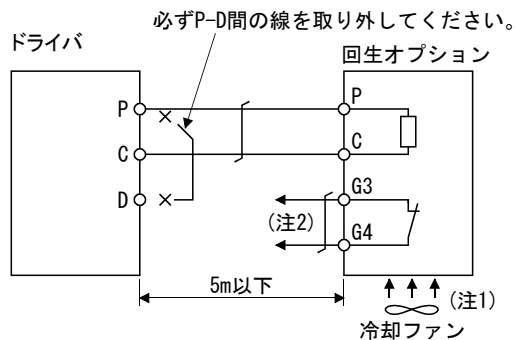 必ずP-D間の線を取り外してください。
ドライバ
回生オプション
P
P
C
C
D
G3
(注2)
G4
5m以下
(注1)
冷却ファン